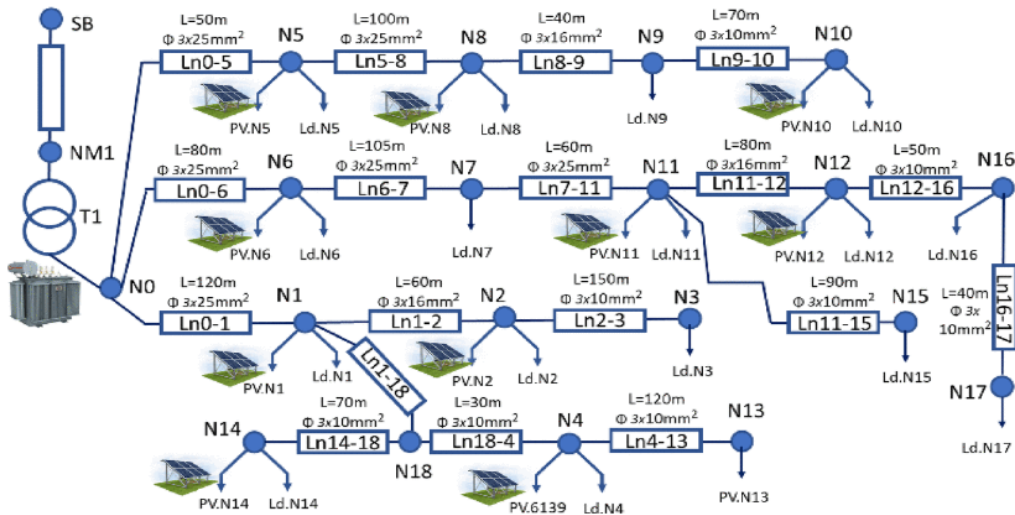 SB
NM1
T1
N0
L=50m
Φ 3x25mm²
Ln0-5
N5
PV.N5
Ld.N5
L=100m
Φ 3x25mm²
Ln5-8
N8
PV.N8
Ld.N8
L=40m
Φ 3x16mm²
Ln8-9
N9
Ld.N9
L=70m
Φ 3x10mm²
Ln9-10
N10
PV.N10
Ld.N10
L=80m
Φ 3x25mm²
Ln0-6
N6
PV.N6
Ld.N6
L=105m
Φ 3x25mm²
Ln6-7
N7
Ld.N7
L=60m
Φ 3x25mm²
Ln7-11
N11
PV.N11
Ld.N11
L=80m
Φ 3x16mm²
Ln11-12
N12
PV.N12
Ld.N12
L=50m
Φ 3x10mm²
Ln12-16
N16
Ld.N16
L=120m
Φ 3x25mm²
Ln0-1
N1
PV.N1
Ld.N1
L=60m
Φ 3x16mm²
Ln1-2
N2
PV.N2
Ld.N2
L=150m
Φ 3x10mm²
Ln2-3
N3
Ld.N3
L=90m
Φ 3x10mm²
Ln11-15
N15
Ld.N15
L=40m
Φ 3x
10mm²
Ln16-17
N17
Ld.N17
Ln1-18
L=70m
Φ 3x10mm²
Ln14-18
N14
PV.N14
Ld.N14
N18
L=30m
Φ 3x10mm²
Ln18-4
N4
PV.6139
Ld.N4
L=120m
Φ 3x10mm²
Ln4-13
N13
PV.N13